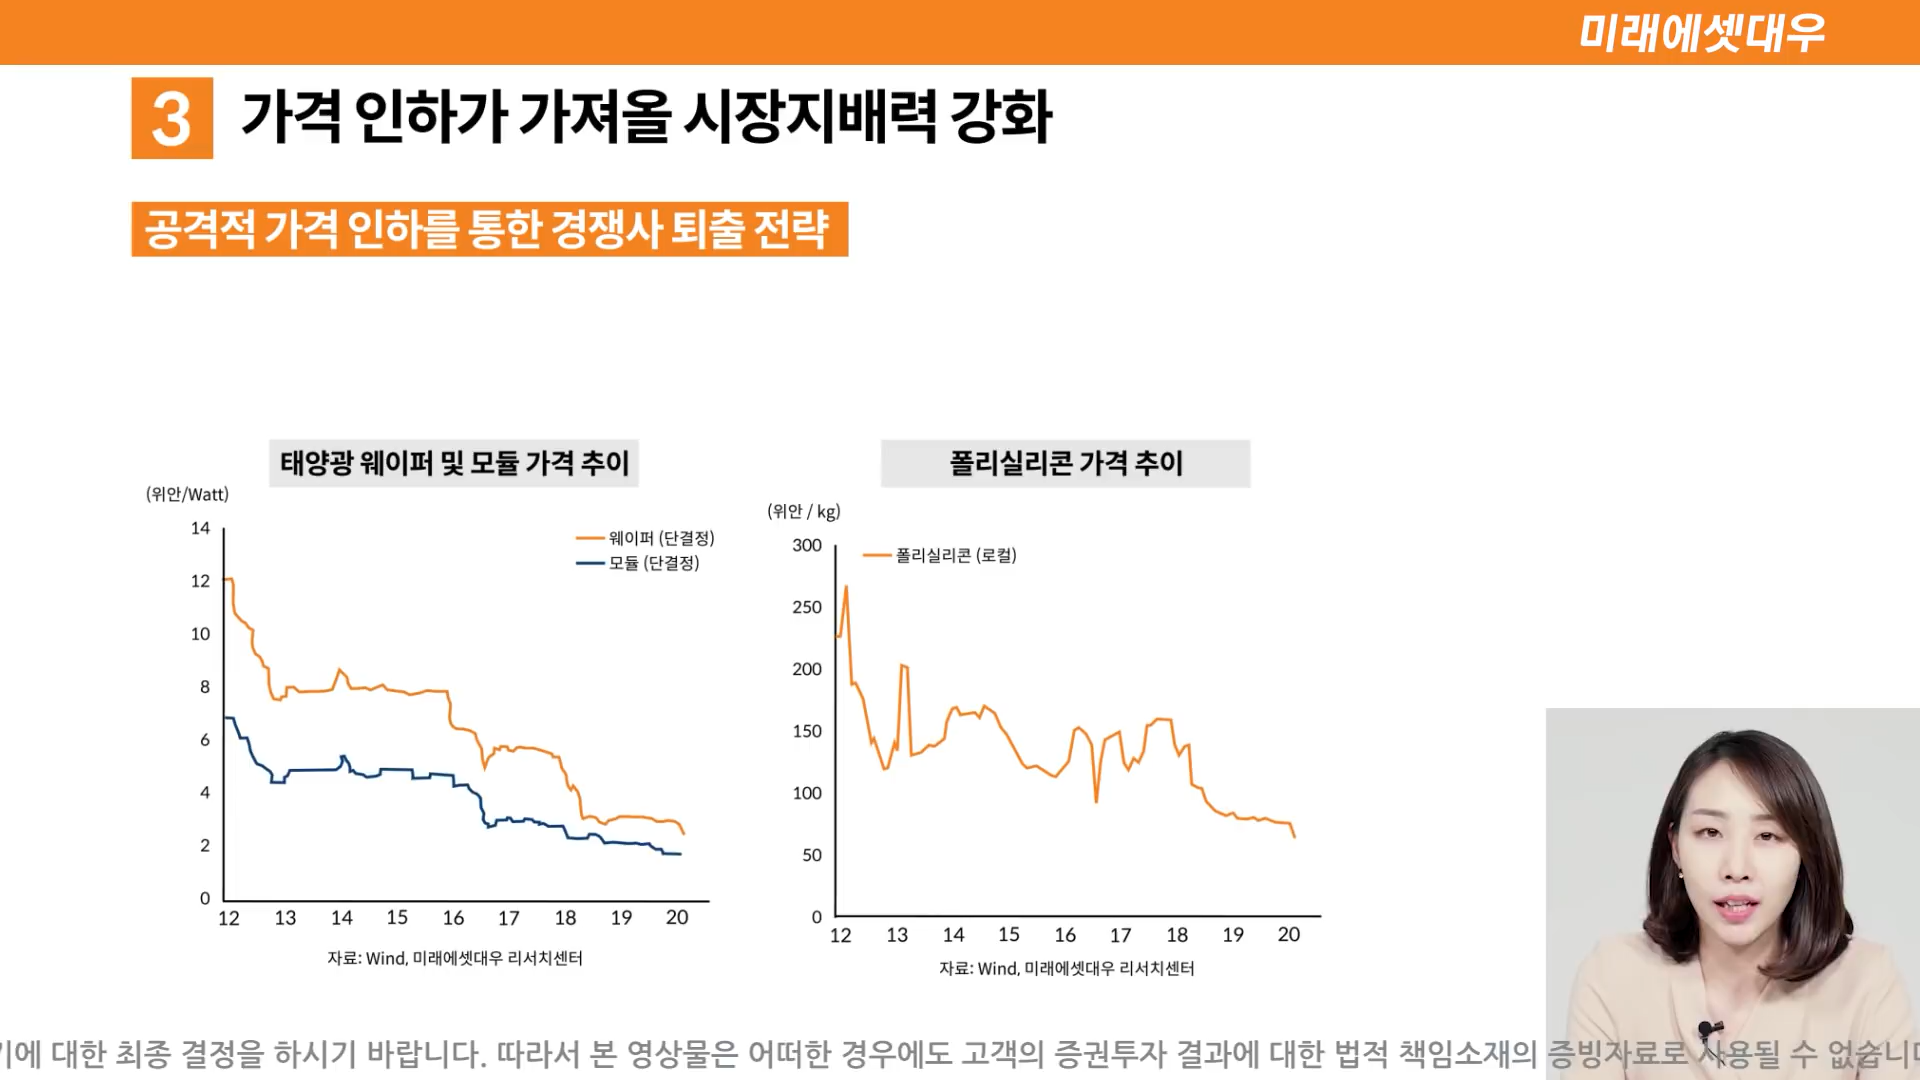 미래에셋대우
3 가격 인하가 가져올 시장지배력 강화
공격적 가격 인하를 통한 경쟁사 퇴출 전략
태양광 웨이퍼 및 모듈 가격 추이
(위안/Watt)
웨이퍼 (단결정)
모듈 (단결정)
14
12
10
8
6
4
2
0
12 13 14 15 16 17 18 19 20
자료: Wind, 미래에셋대우 리서치센터
폴리실리콘 가격 추이
(위안 / kg)
폴리실리콘 (로컬)
300
250
200
150
100
50
0
12 13 14 15 16 17 18 19 20
자료: Wind, 미래에셋대우 리서치센터
기에 대한 최종 결정을 하시기 바랍니다. 따라서 본 영상물은 어떠한 경우에도 고객의 증권투자 결과에 대한 법적 책임소재의 증빙자료로 사용될 수 없습니다